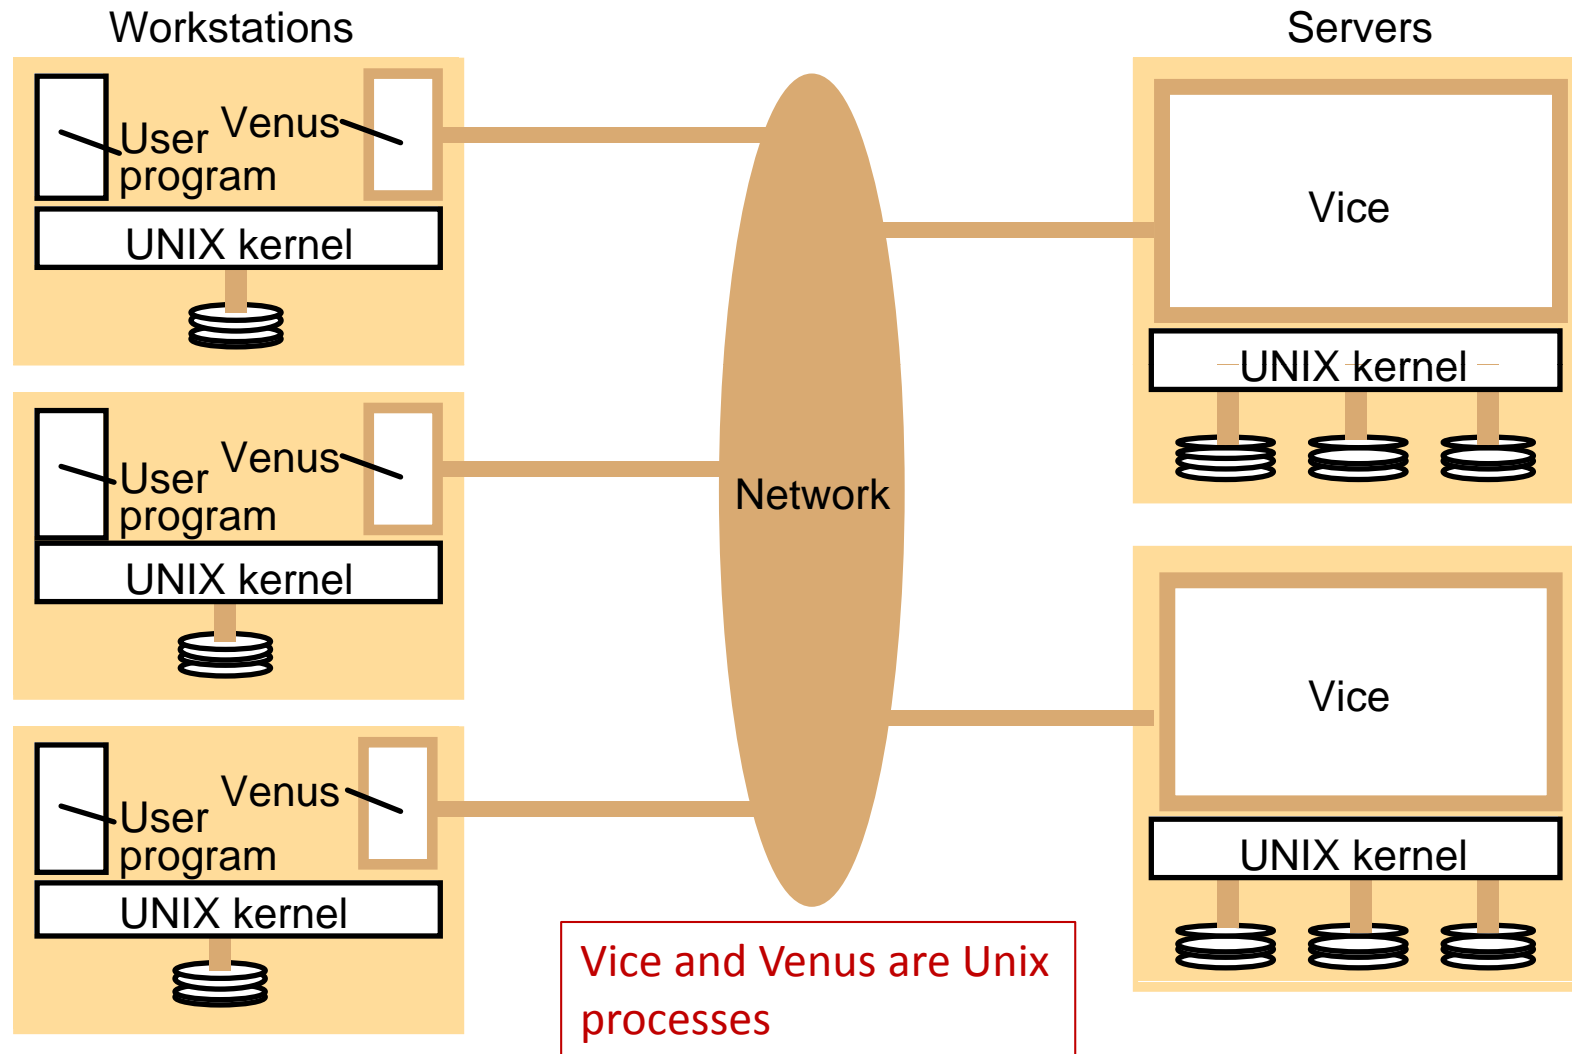 Workstations
Servers
User
program
Venus
UNIX kernel
User
program
Venus
UNIX kernel
User
program
Venus
UNIX kernel
Network
Vice
UNIX kernel
Vice
UNIX kernel
Vice and Venus are Unix
processes